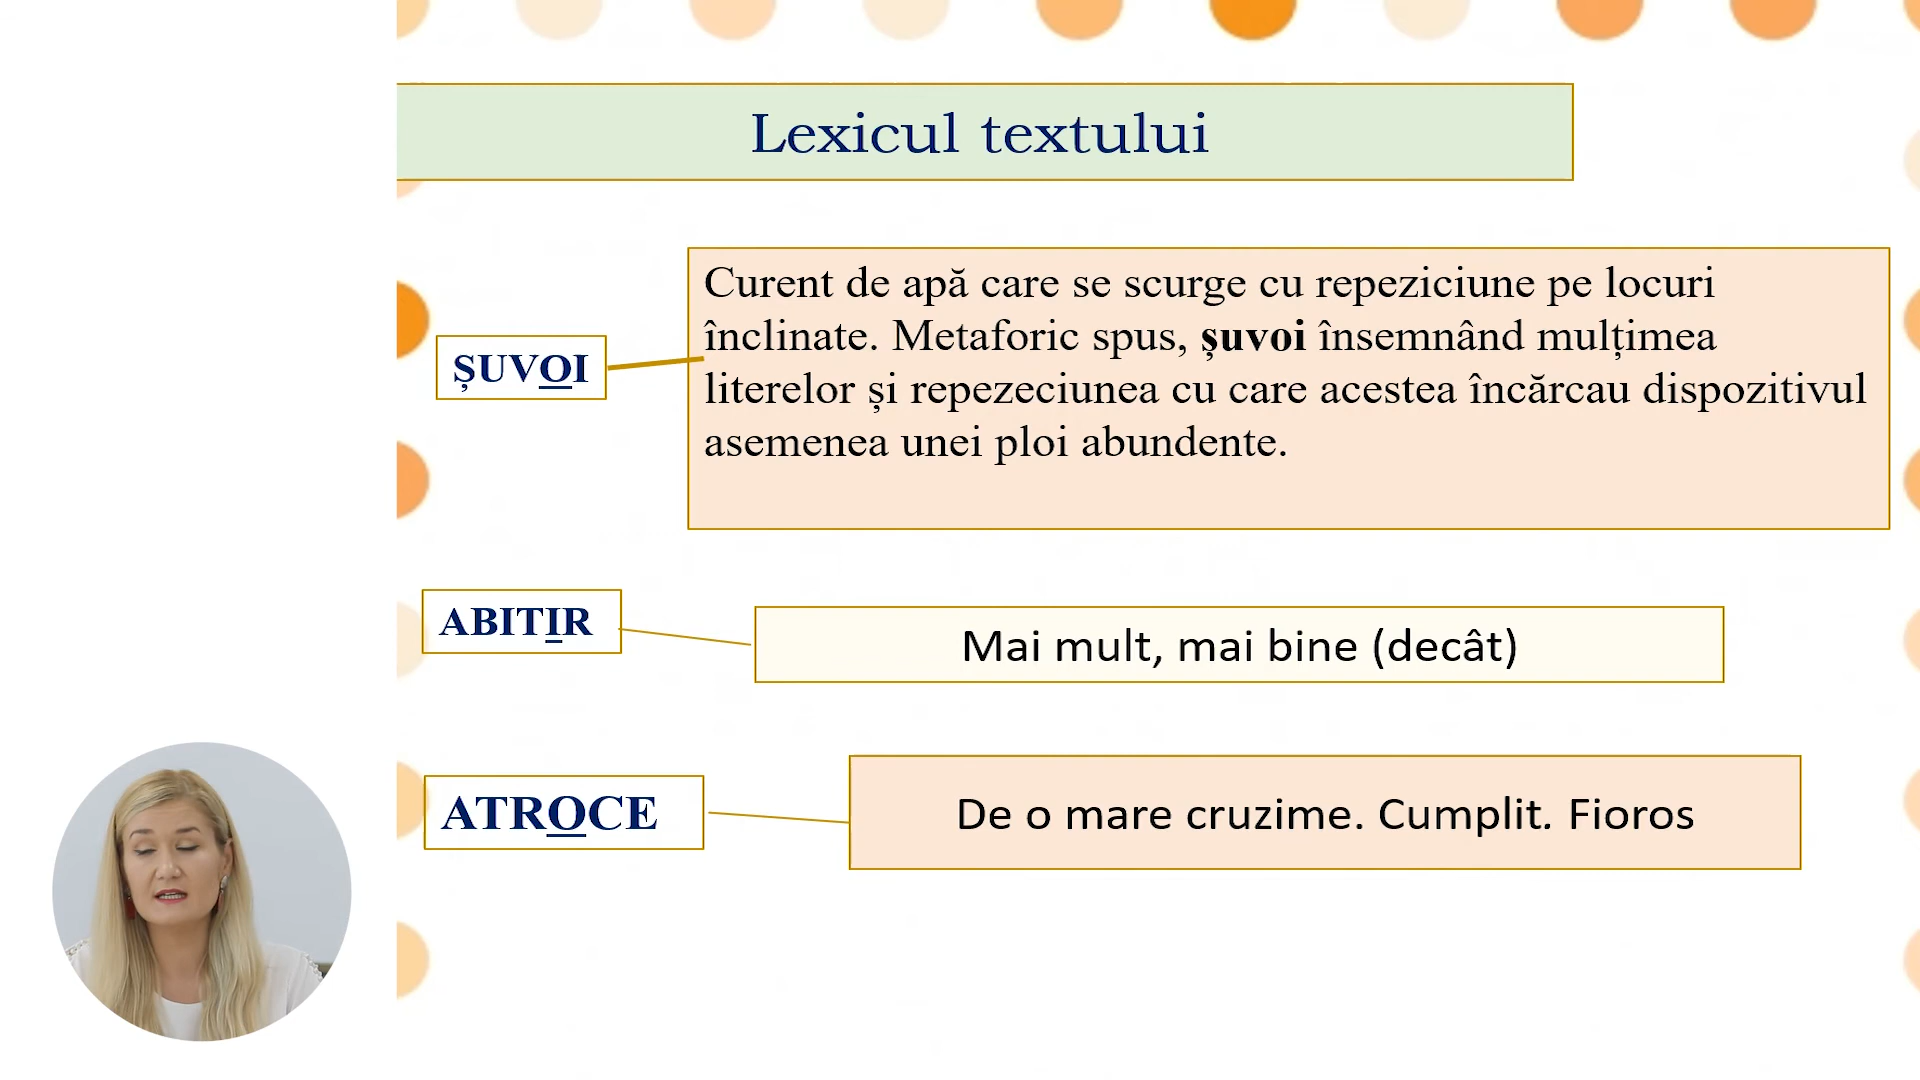 Lexicul textului
ȘUVOI
Curent de apă care se scurge cu repeziciune pe locuri
înclinate. Metaforic spus, șuvoi însemnând mulțimea
literelor și repezeciunea cu care acestea încărcau dispozitivul
asemenea unei ploi abundente.
ABITIR
Mai mult, mai bine (decât)
ATROCE
De o mare cruzime. Cumplit. Fioros